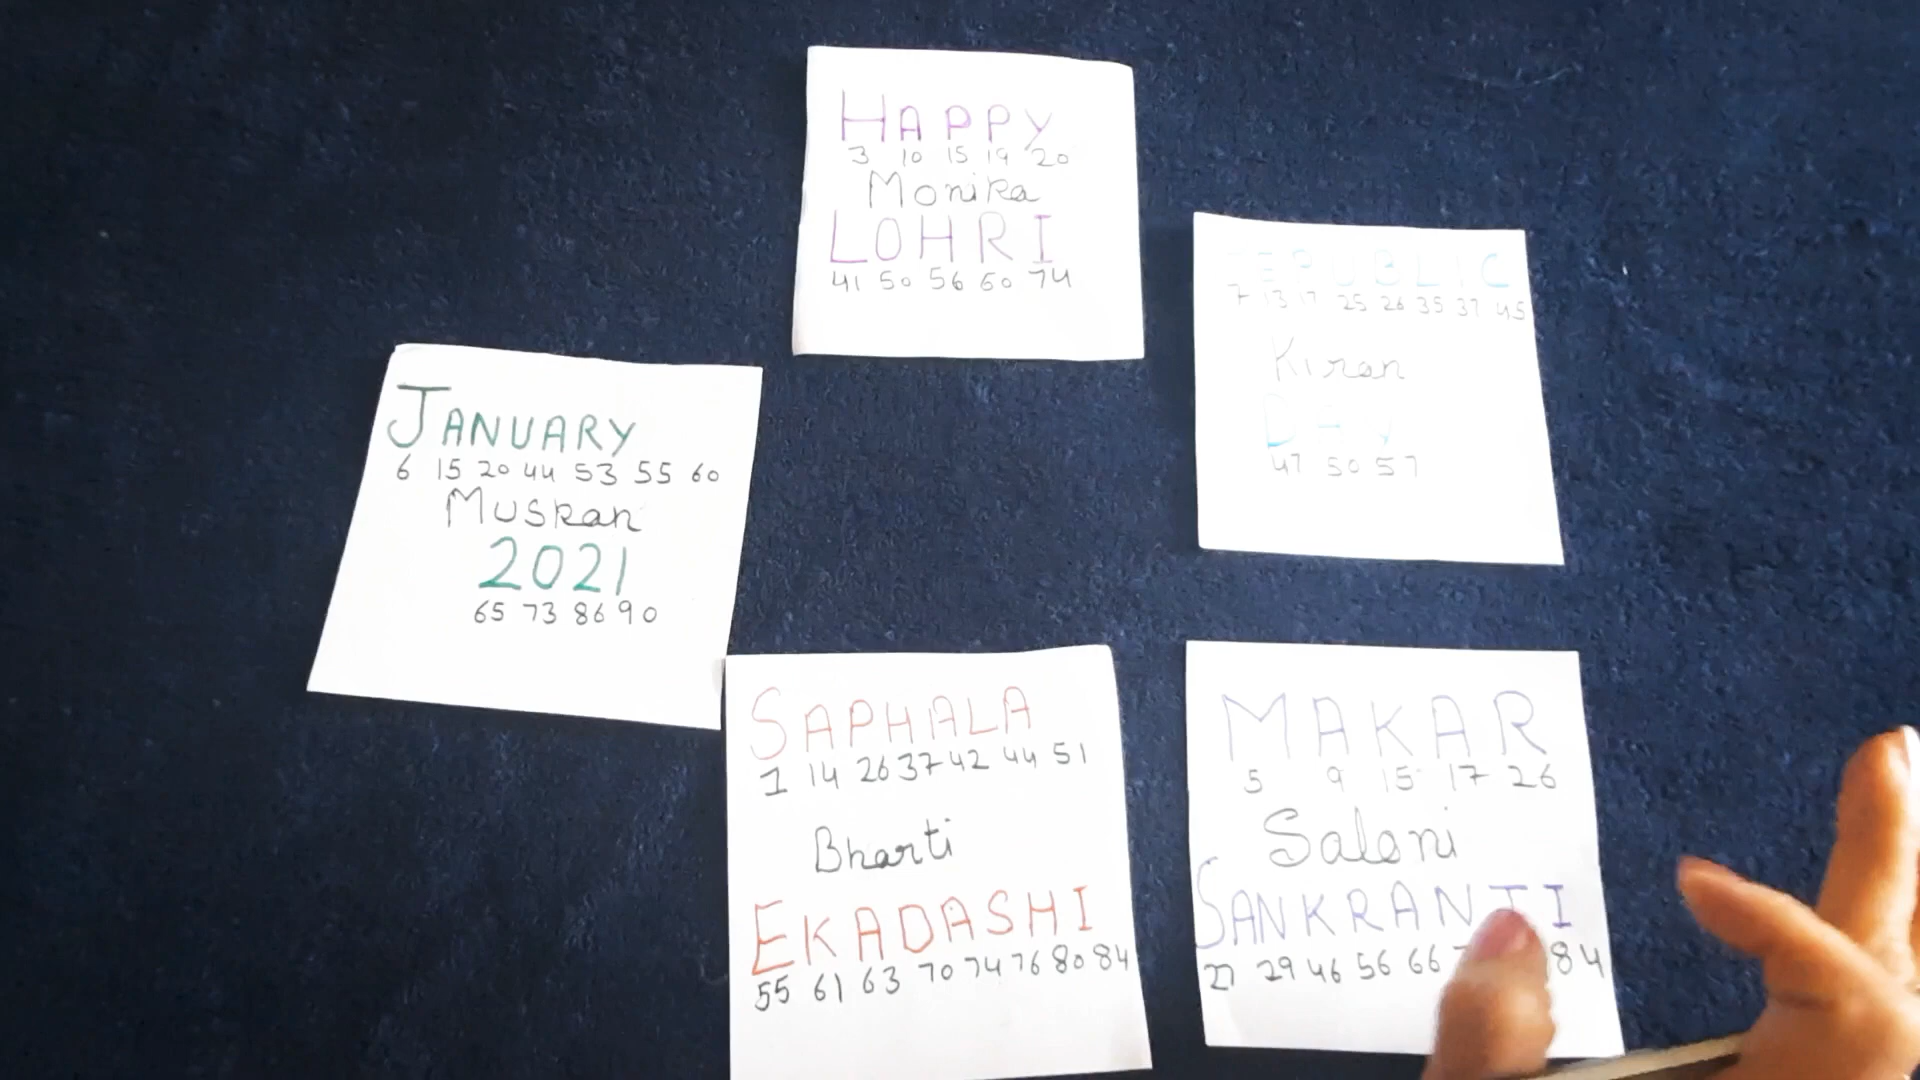 HAPPY
3 10 15 19 20
Monika
LOHRI
41 50 56 60 74
7 13 17 25 26 35 37 45
Kiran
DAY
47 50 57
JANUARY
6 15 20 44 53 55 60
Muskan
2021
65 73 86 90
SAPHALA
1 14 26 37 42 44 51
Bharti
EKADASHI
55 61 63 70 74 76 80 84
MAKAR
5 9 15 17 26
Saloni
SANKRANTI
27 29 46 56 66 84